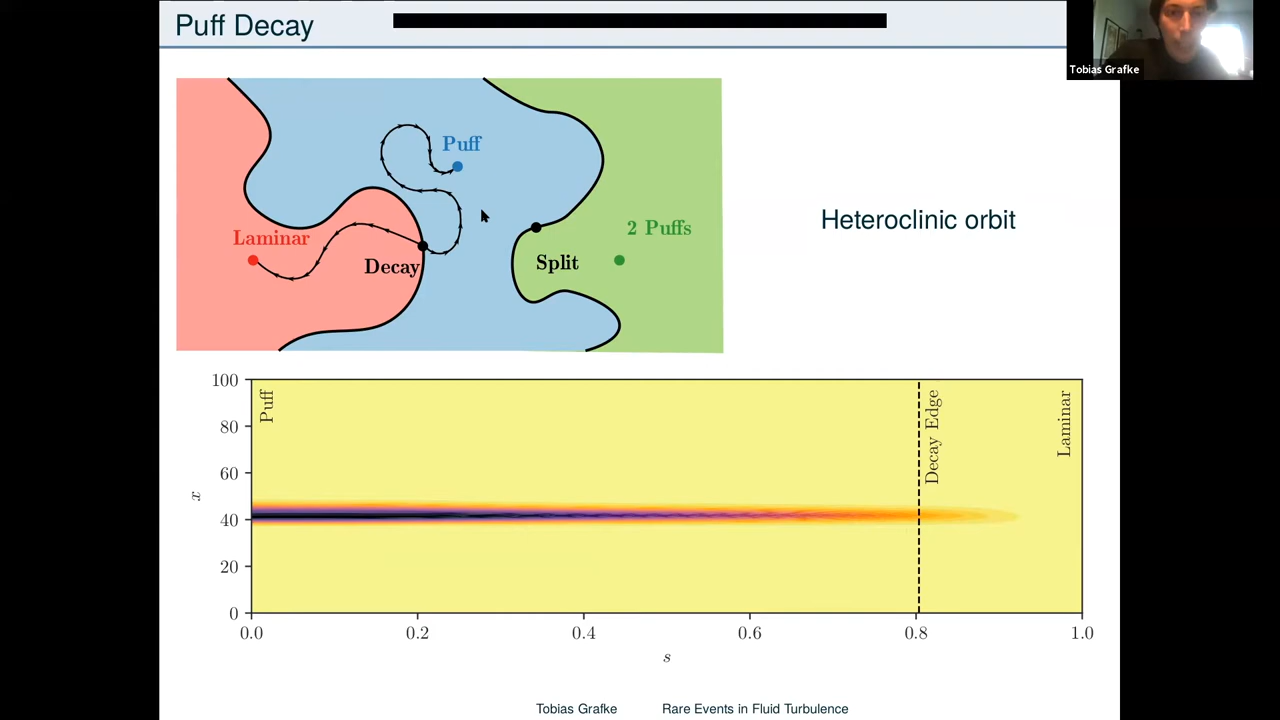 Puff Decay
Tobias Grafke
Puff
Laminar
2 Puffs
Decay
Split
Heteroclinic orbit
100
80
60
40
20
0
x
Puff
Decay Edge
Laminar
0.0
0.2
0.4
0.6
0.8
1.0
s
Tobias Grafke
Rare Events in Fluid Turbulence